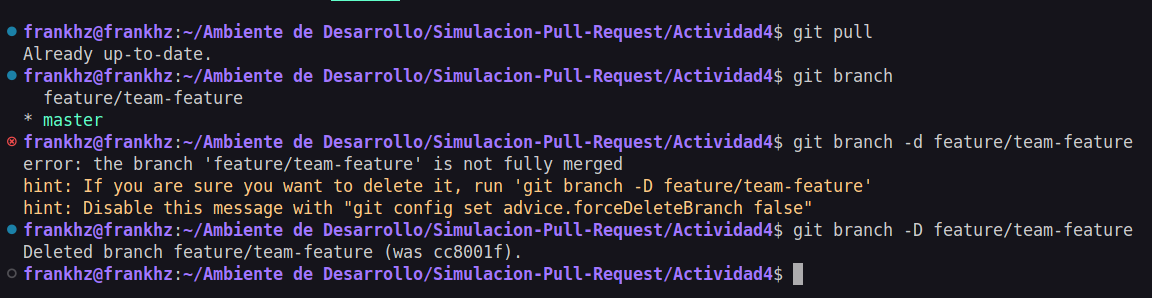 frankhz@frankhz:~/Ambiente de Desarrollo/Simulacion-Pull-Request/Actividad4$ git pull
Already up-to-date.
frankhz@frankhz:~/Ambiente de Desarrollo/Simulacion-Pull-Request/Actividad4$ git branch
  feature/team-feature
* master
frankhz@frankhz:~/Ambiente de Desarrollo/Simulacion-Pull-Request/Actividad4$ git branch -d feature/team-feature
error: the branch 'feature/team-feature' is not fully merged
hint: If you are sure you want to delete it, run 'git branch -D feature/team-feature'
hint: Disable this message with "git config set advice.forceDeleteBranch false"
frankhz@frankhz:~/Ambiente de Desarrollo/Simulacion-Pull-Request/Actividad4$ git branch -D feature/team-feature
Deleted branch feature/team-feature (was cc8001f).
frankhz@frankhz:~/Ambiente de Desarrollo/Simulacion-Pull-Request/Actividad4$